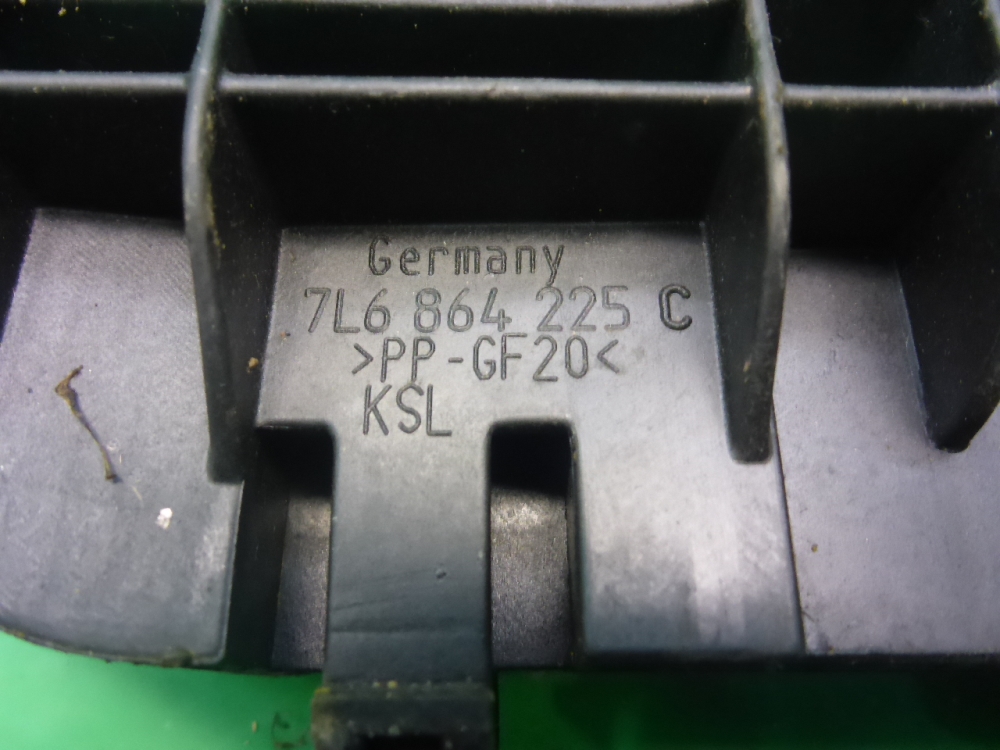 Germany
7L6 864 225 C
>PP-GF20<
KSL